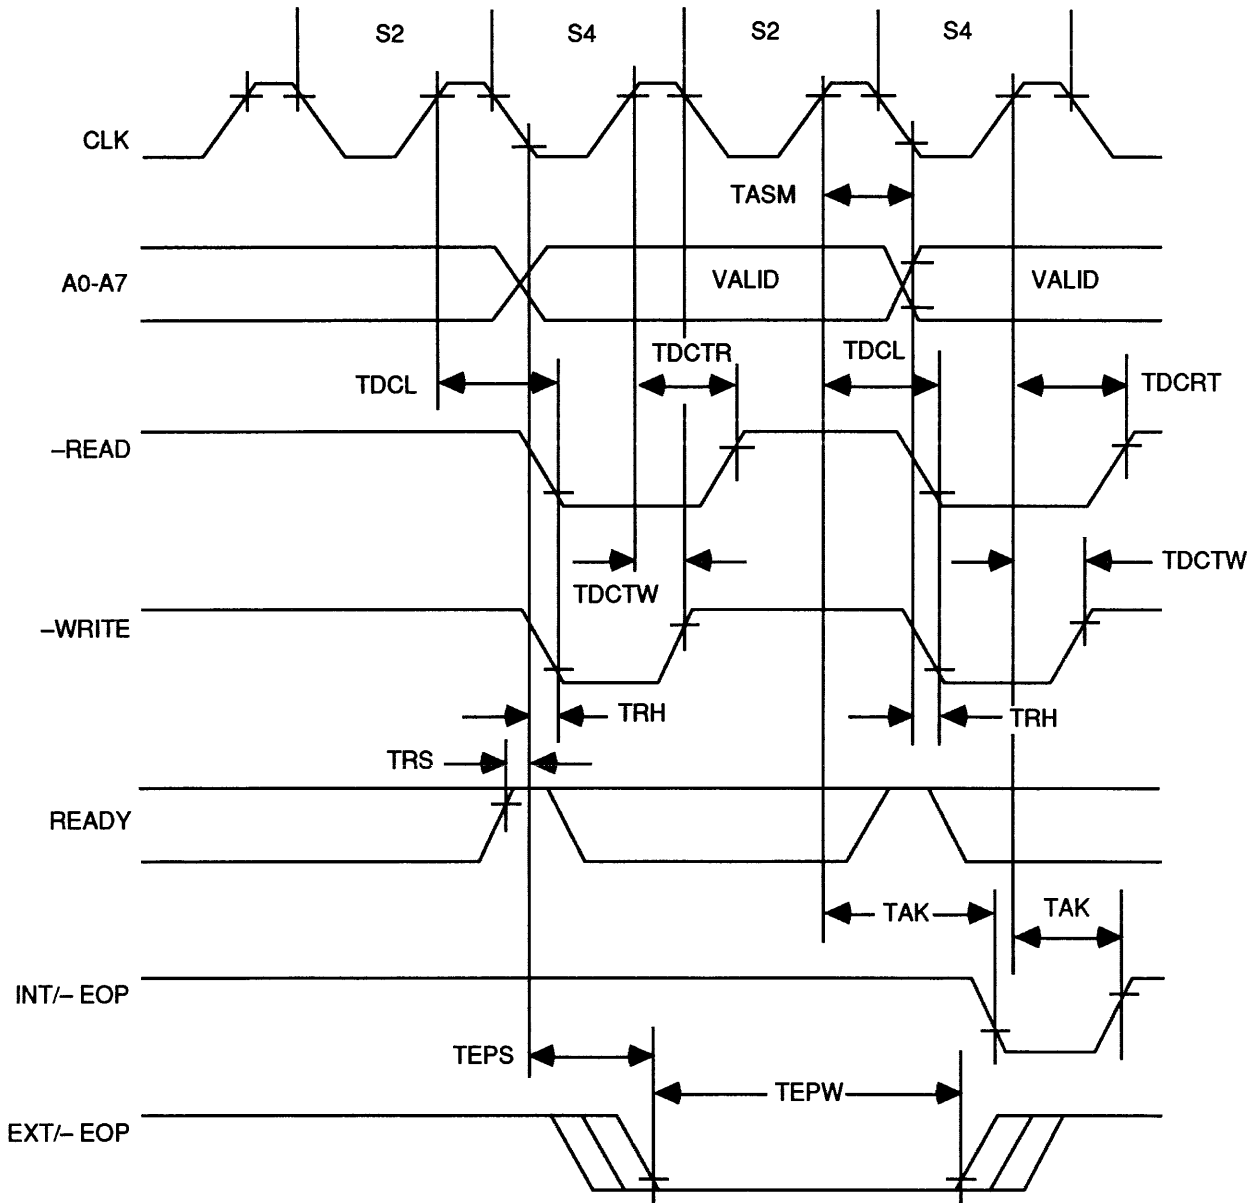 S2 S4 S2 S4
CLK
TASM
A0-A7 VALID VALID
TDCTR TDCL
TDCL TDCRT
–READ
TDCTW
TDCTW
–WRITE
TRH TRH
TRS
READY
TAK TAK
INT/– EOP
TEPS
TEPW
EXT/– EOP